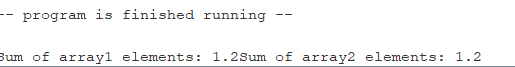 -- program is finished running --
Sum of array1 elements: 1.2Sum of array2 elements: 1.2